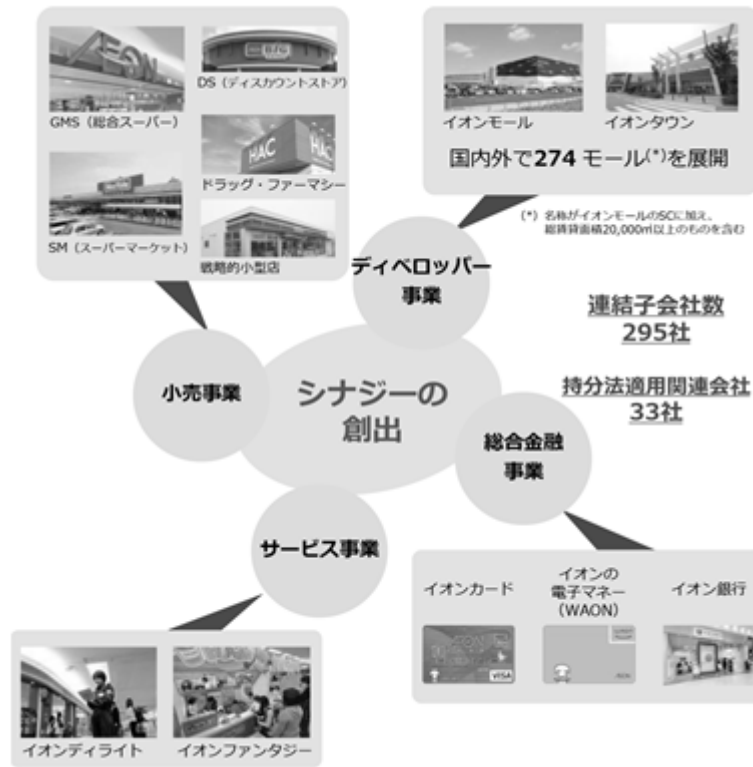 ÆON
BIG
GMS（総合スーパー）
DS（ディスカウントストア）
HAC
HAC
ドラッグ・ファーマシー
SM（スーパーマーケット）
戦略的小型店
イオンモール
イオンタウン
国内外で274 モール(*)を展開
(*) 名称がイオンモールのSCに加え、
総賃貸面積20,000㎡以上のものを含む
ディベロッパー
事業
連結子会社数
295社
持分法適用関連会社
33社
小売事業
シナジーの
創出
総合金融
事業
サービス事業
イオンカード
イオンの
電子マネー
（WAON）
イオン銀行
VISA
イオンディライト
イオンファンタジー